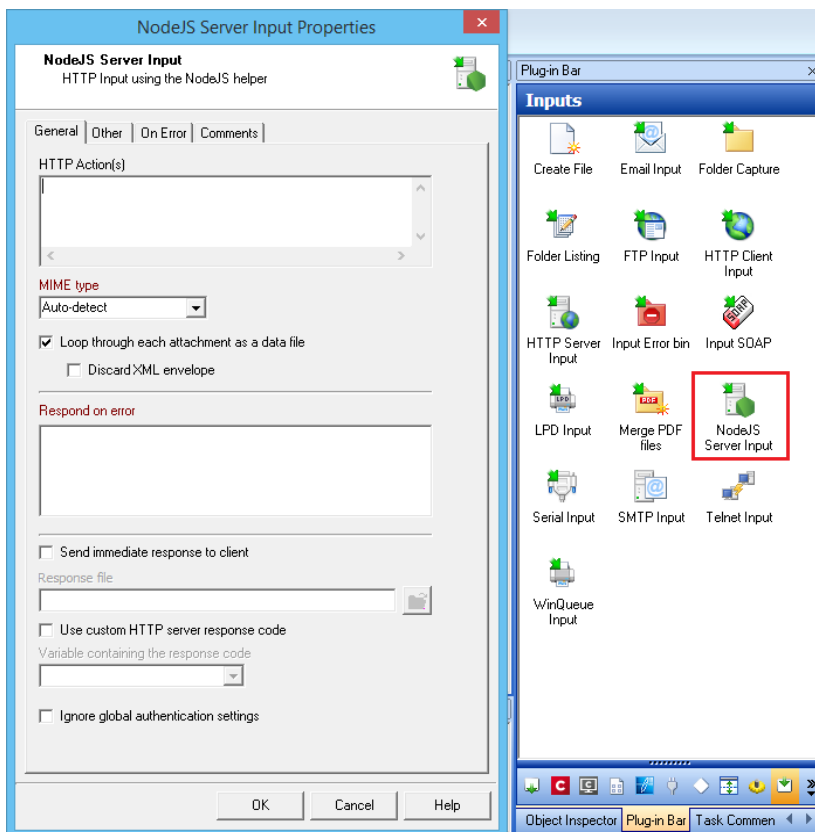 NodeJS Server Input Properties
NodeJS Server Input
HTTP Input using the NodeJS helper
General
Other
On Error
Comments
HTTP Action(s)
MIME type
Auto-detect
Loop through each attachment as a data file
Discard XML envelope
Respond on error
Send immediate response to client
Response file
Use custom HTTP server response code
Variable containing the response code
Ignore global authentication settings
OK
Cancel
Help
Plug-in Bar
Inputs
Create File
Email Input
Folder Capture
Folder Listing
FTP Input
HTTP Client
Input
HTTP Server
Input
Input Error bin
Input SOAP
LPD Input
Merge PDF
files
NodeJS
Server Input
Serial Input
SMTP Input
Telnet Input
WinQueue
Input
Object Inspector
Plug-in Bar
Task Commen